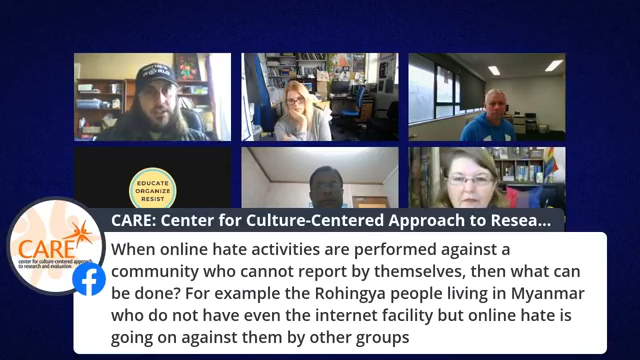 EDUCATE
ORGANIZE
RESIST
CARE: Center for Culture-Centered Approach to Resea...
CARE
center for culture-centered approach
to research and evaluation
When online hate activities are performed against a
community who cannot report by themselves, then what can
be done? For example the Rohingya people living in Myanmar
who do not have even the internet facility but online hate is
going on against them by other groups